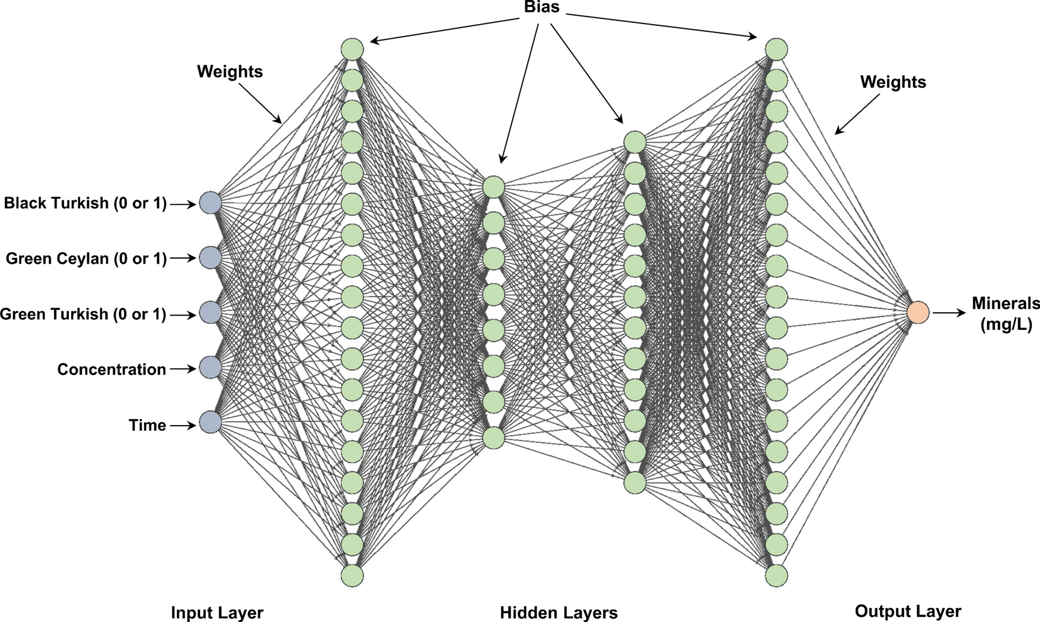 Bias
Weights
Weights
Black Turkish (0 or 1)
Green Ceylan (0 or 1)
Green Turkish (0 or 1)
Concentration
Time
Minerals
(mg/L)
Input Layer
Hidden Layers
Output Layer